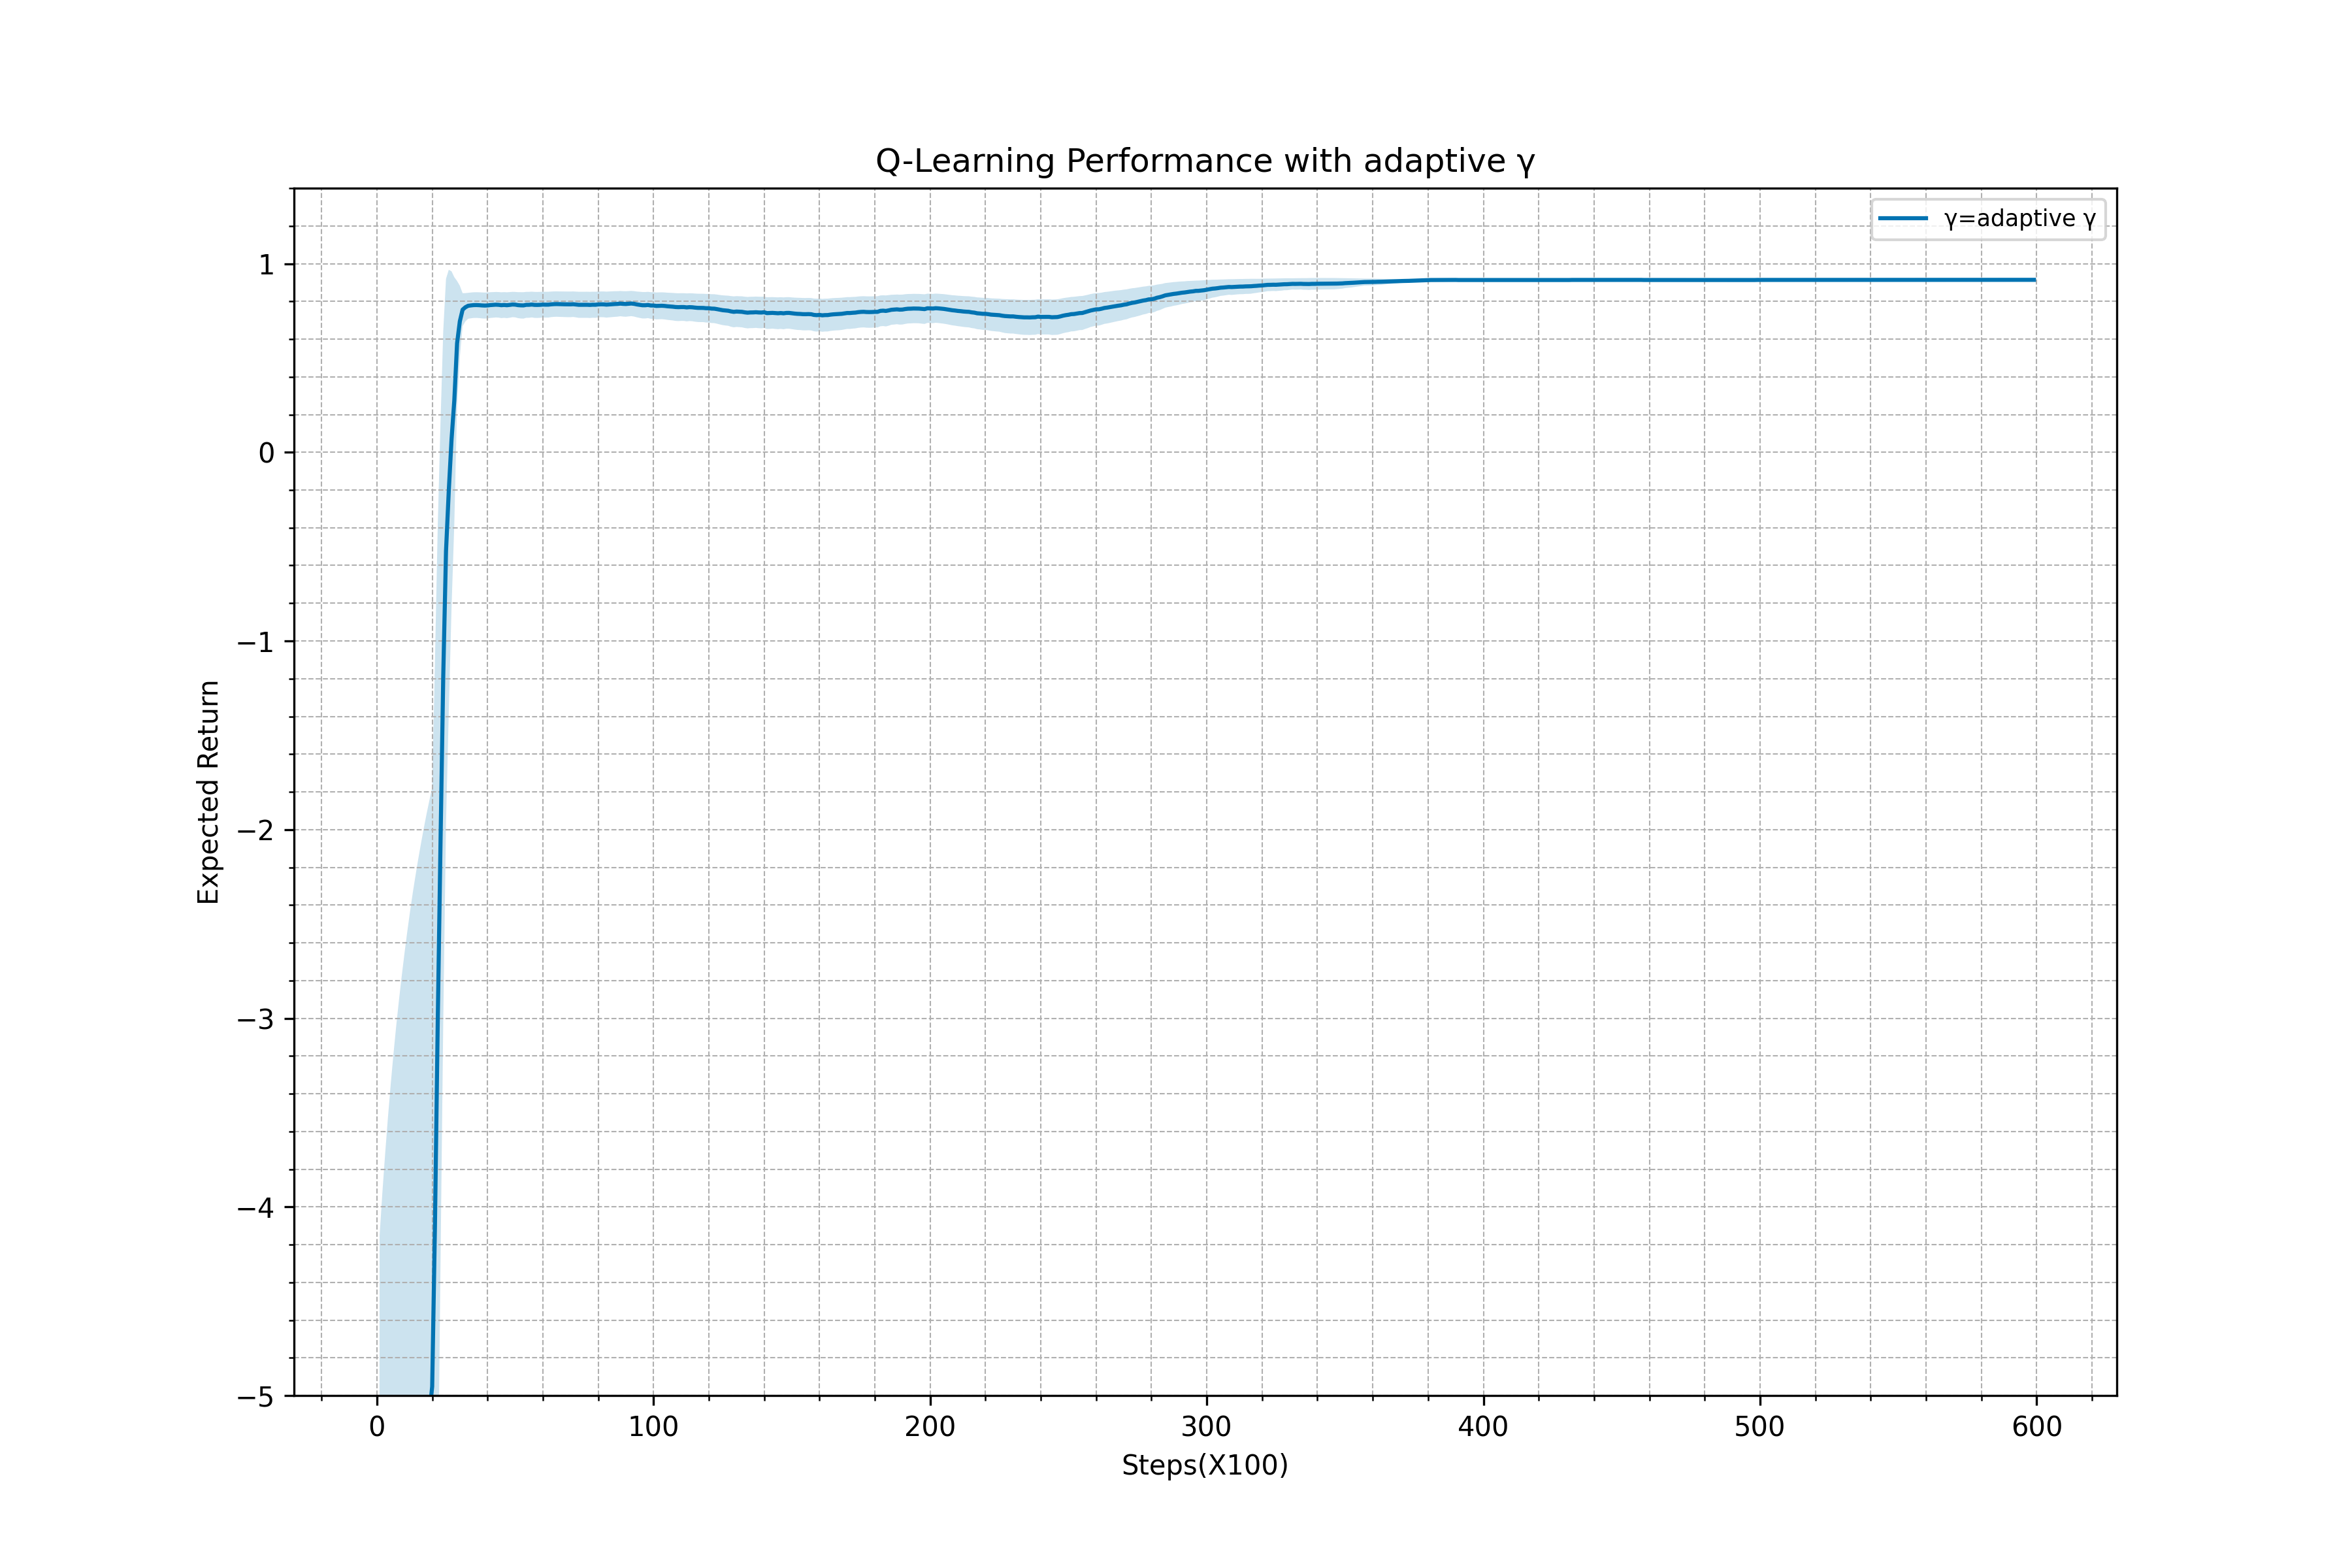 Q-Learning Performance with adaptive γ
γ=adaptive γ
1
0
−1
−2
−3
−4
−5
Expected Return
0 100 200 300 400 500 600
Steps(X100)